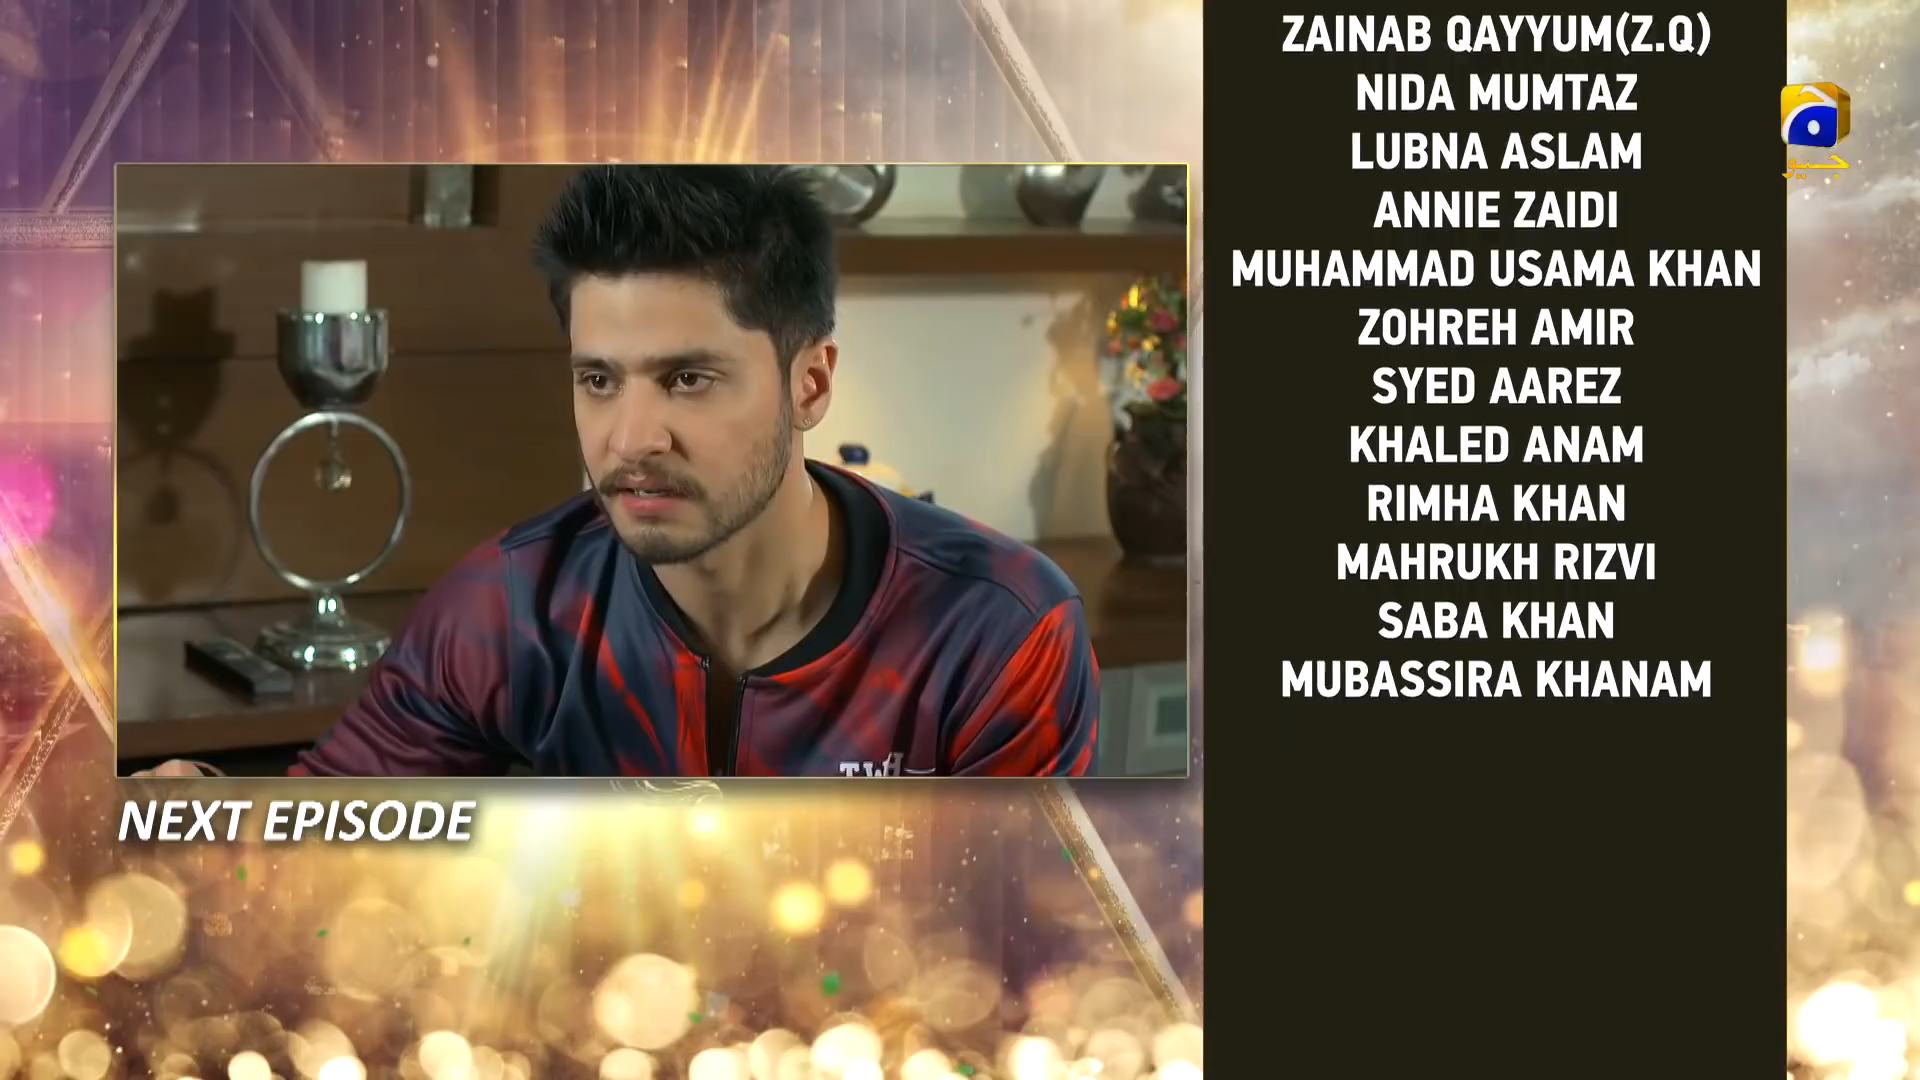 ZAINAB QAYYUM(Z.Q)
NIDA MUMTAZ
LUBNA ASLAM
ANNIE ZAIDI
MUHAMMAD USAMA KHAN
ZOHREH AMIR
SYED AAREZ
KHALED ANAM
RIMHA KHAN
MAHRUKH RIZVI
SABA KHAN
MUBASSIRA KHANAM
جیو
NEXT EPISODE